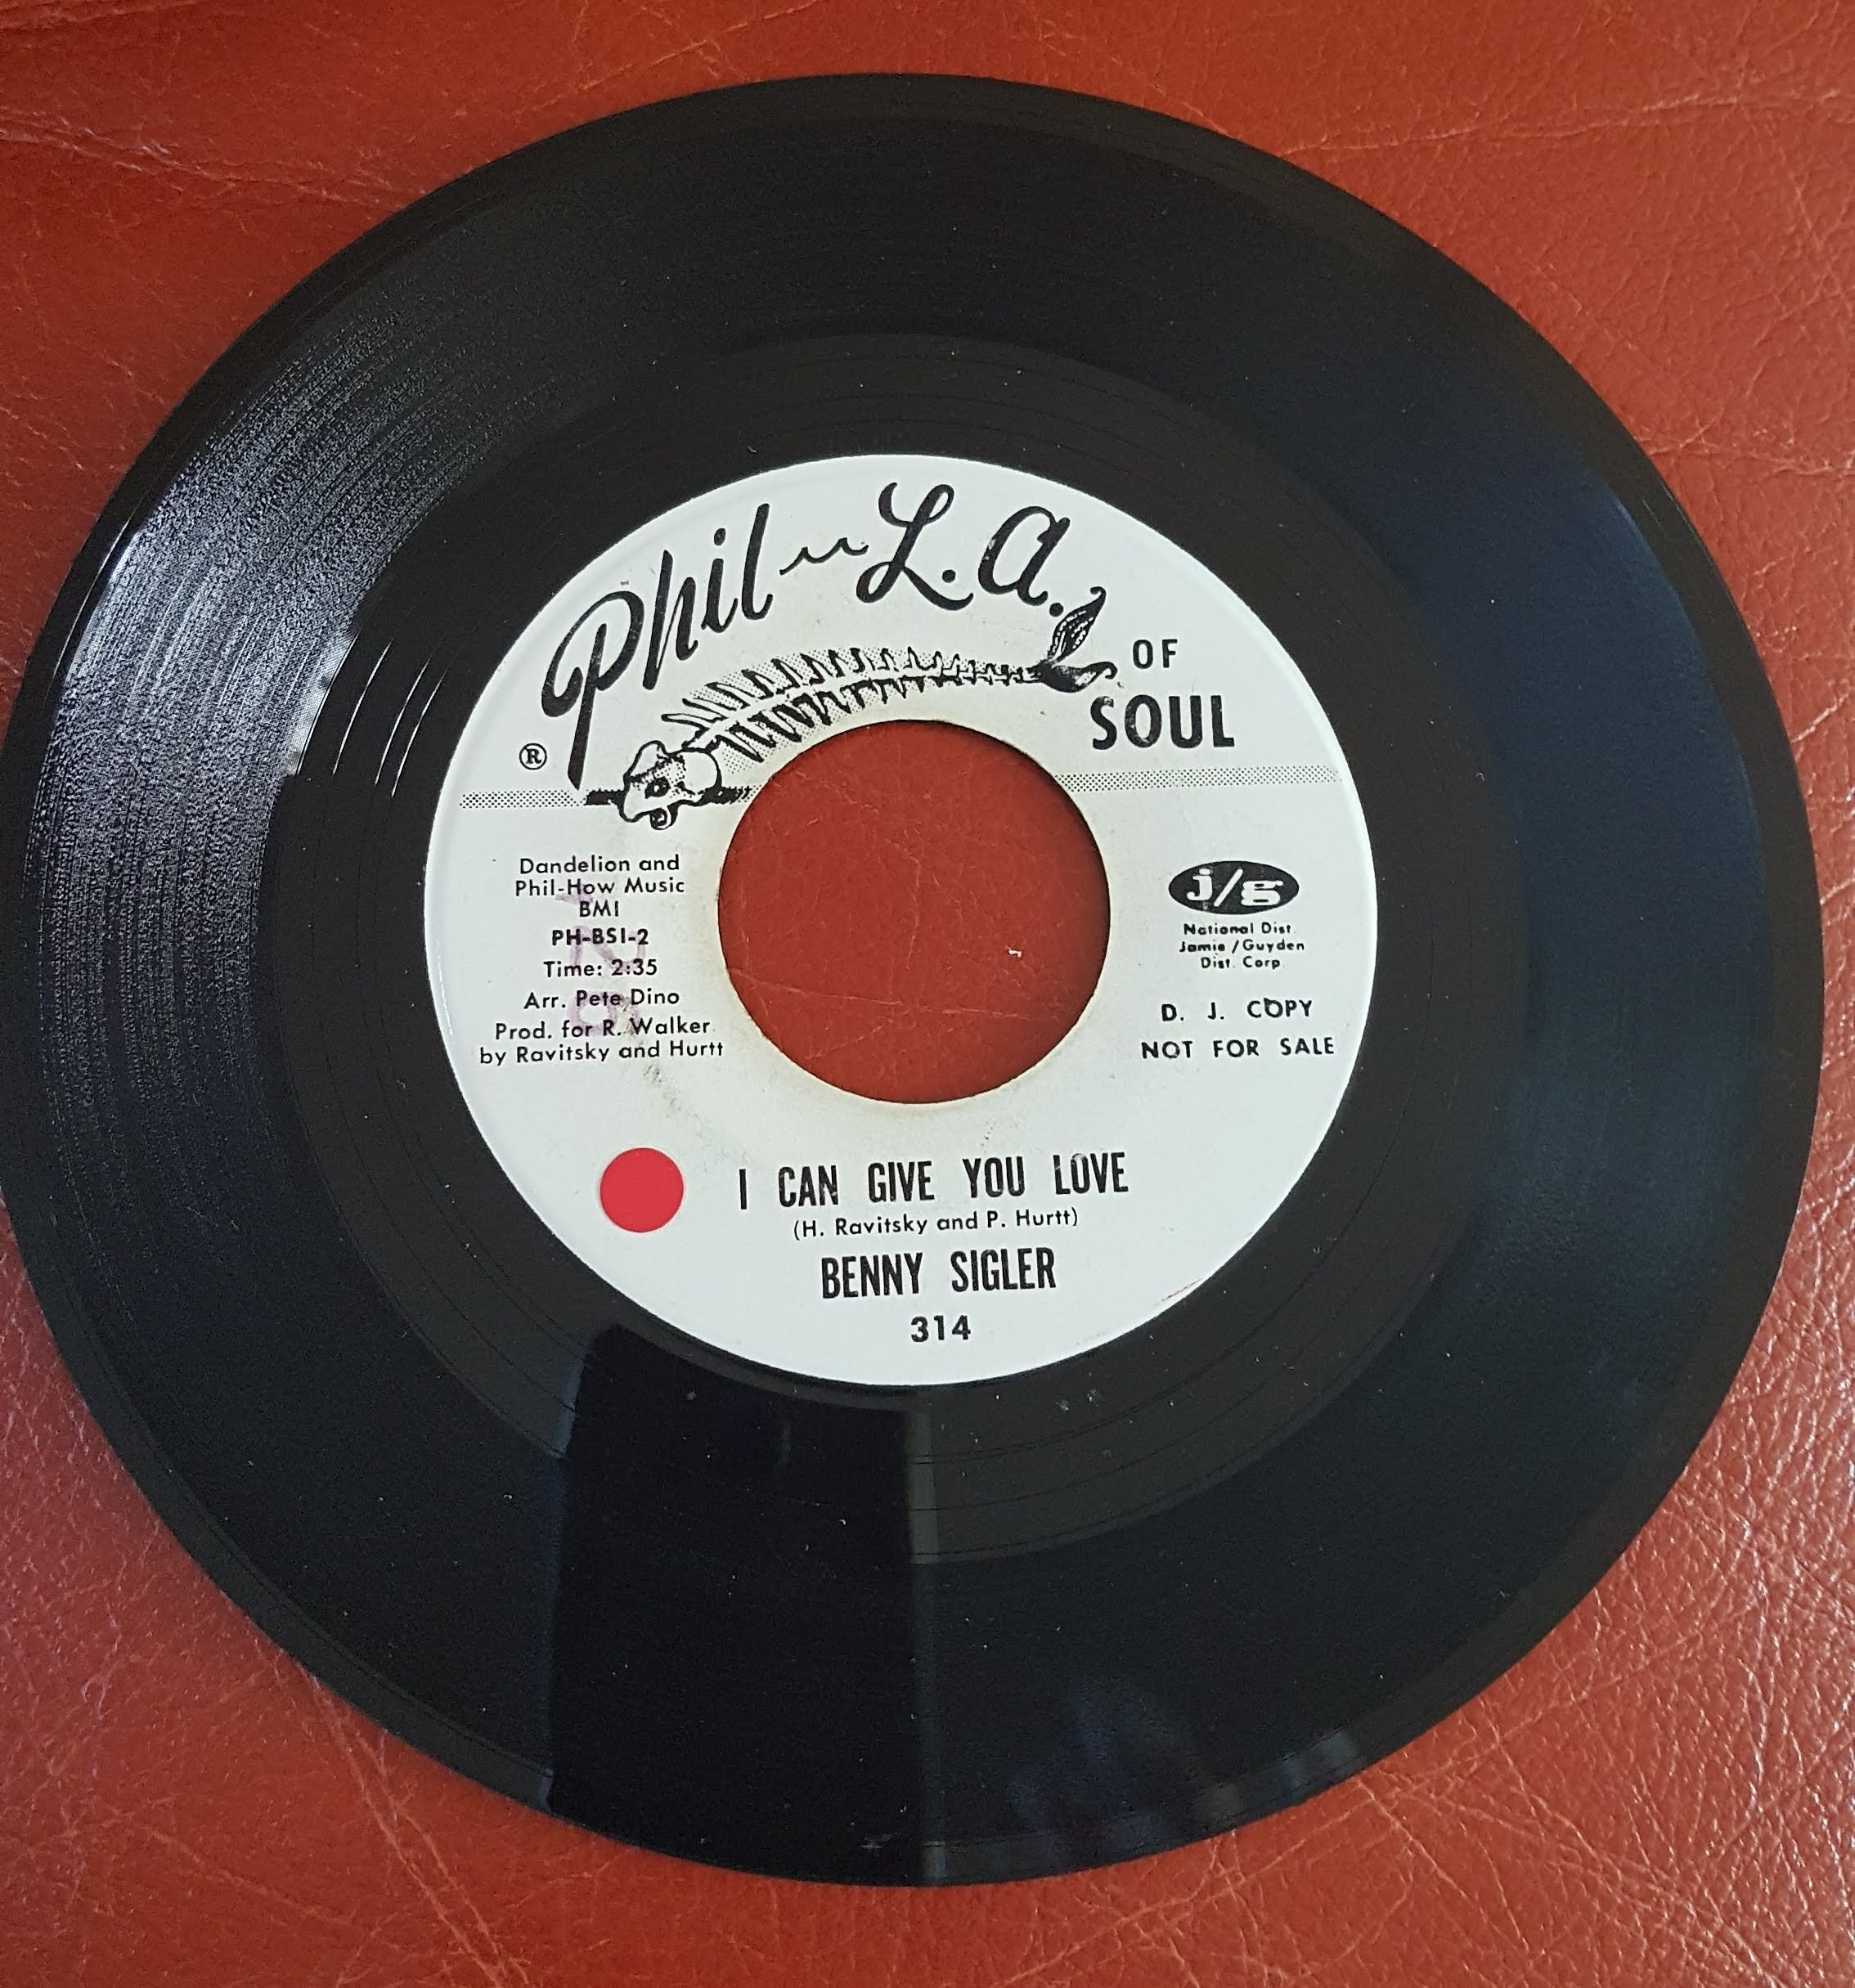 Phil-L.A.
OF
SOUL
®
Dandelion and
Phil-How Music
BMI
PH-BSI-2
Time: 2:35
Arr. Pete Dino
Prod. for R. Walker
by Ravitsky and Hurtt
j/g
National Dist.
Jamie/Guyden
Dist. Corp.
D. J. COPY
NOT FOR SALE
I CAN GIVE YOU LOVE
(H. Ravitsky and P. Hurtt)
BENNY SIGLER
314